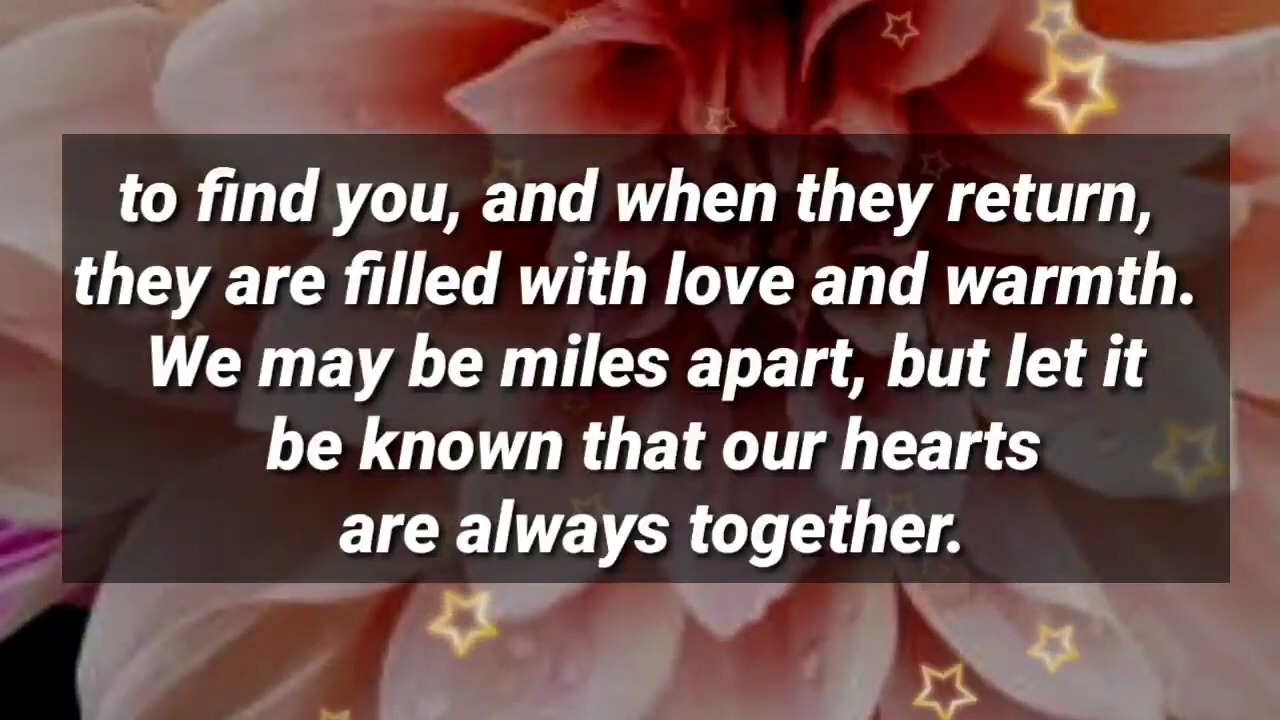 to find you, and when they return,
they are filled with love and warmth.
We may be miles apart, but let it
be known that our hearts
are always together.